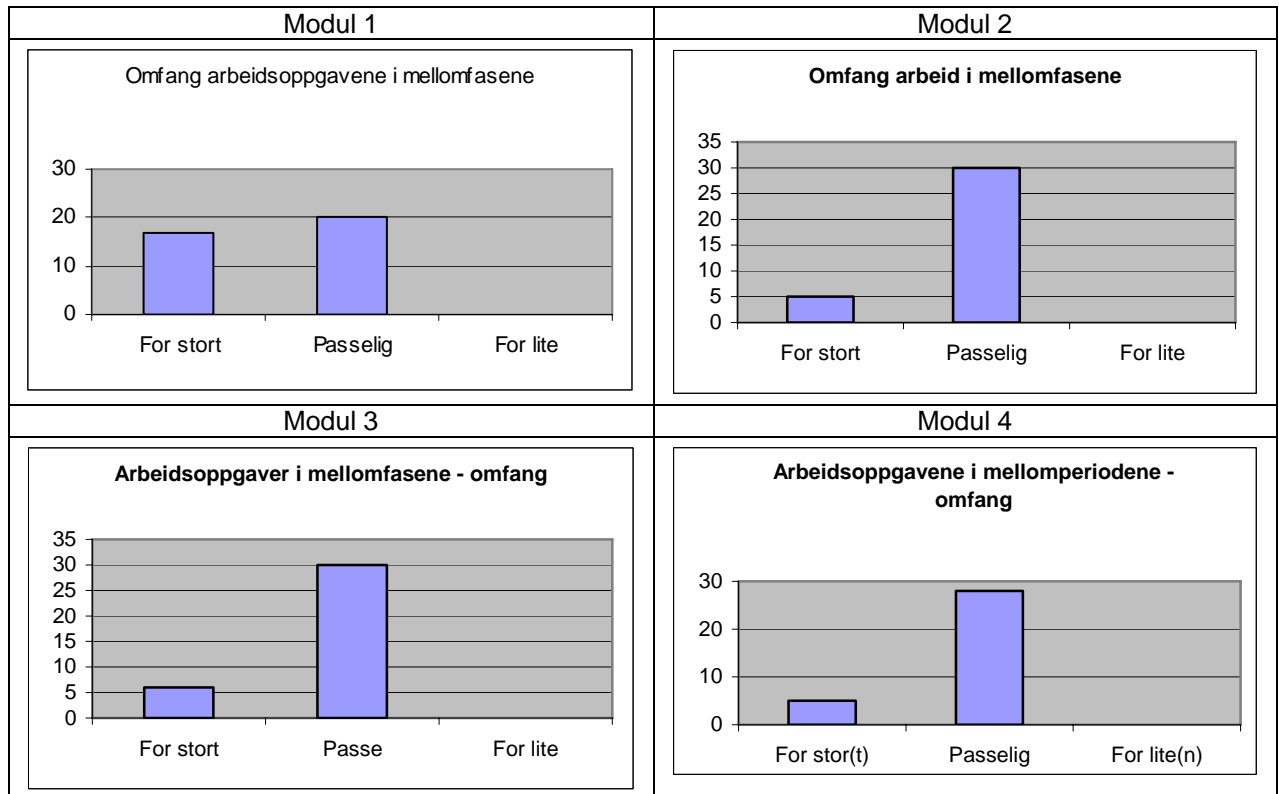 Modul 1
Modul 2
Omfang arbeidsoppgavene i mellomfasene
30
20
10
0
For stort Passelig For lite
Omfang arbeid i mellomfasene
35
30
25
20
15
10
5
0
For stort Passelig For lite
Modul 3
Modul 4
Arbeidsoppgaver i mellomfasene - omfang
35
30
25
20
15
10
5
0
For stort Passe For lite
Arbeidsoppgavene i mellomperiodene -
omfang
30
20
10
0
For stor(t) Passelig For lite(n)